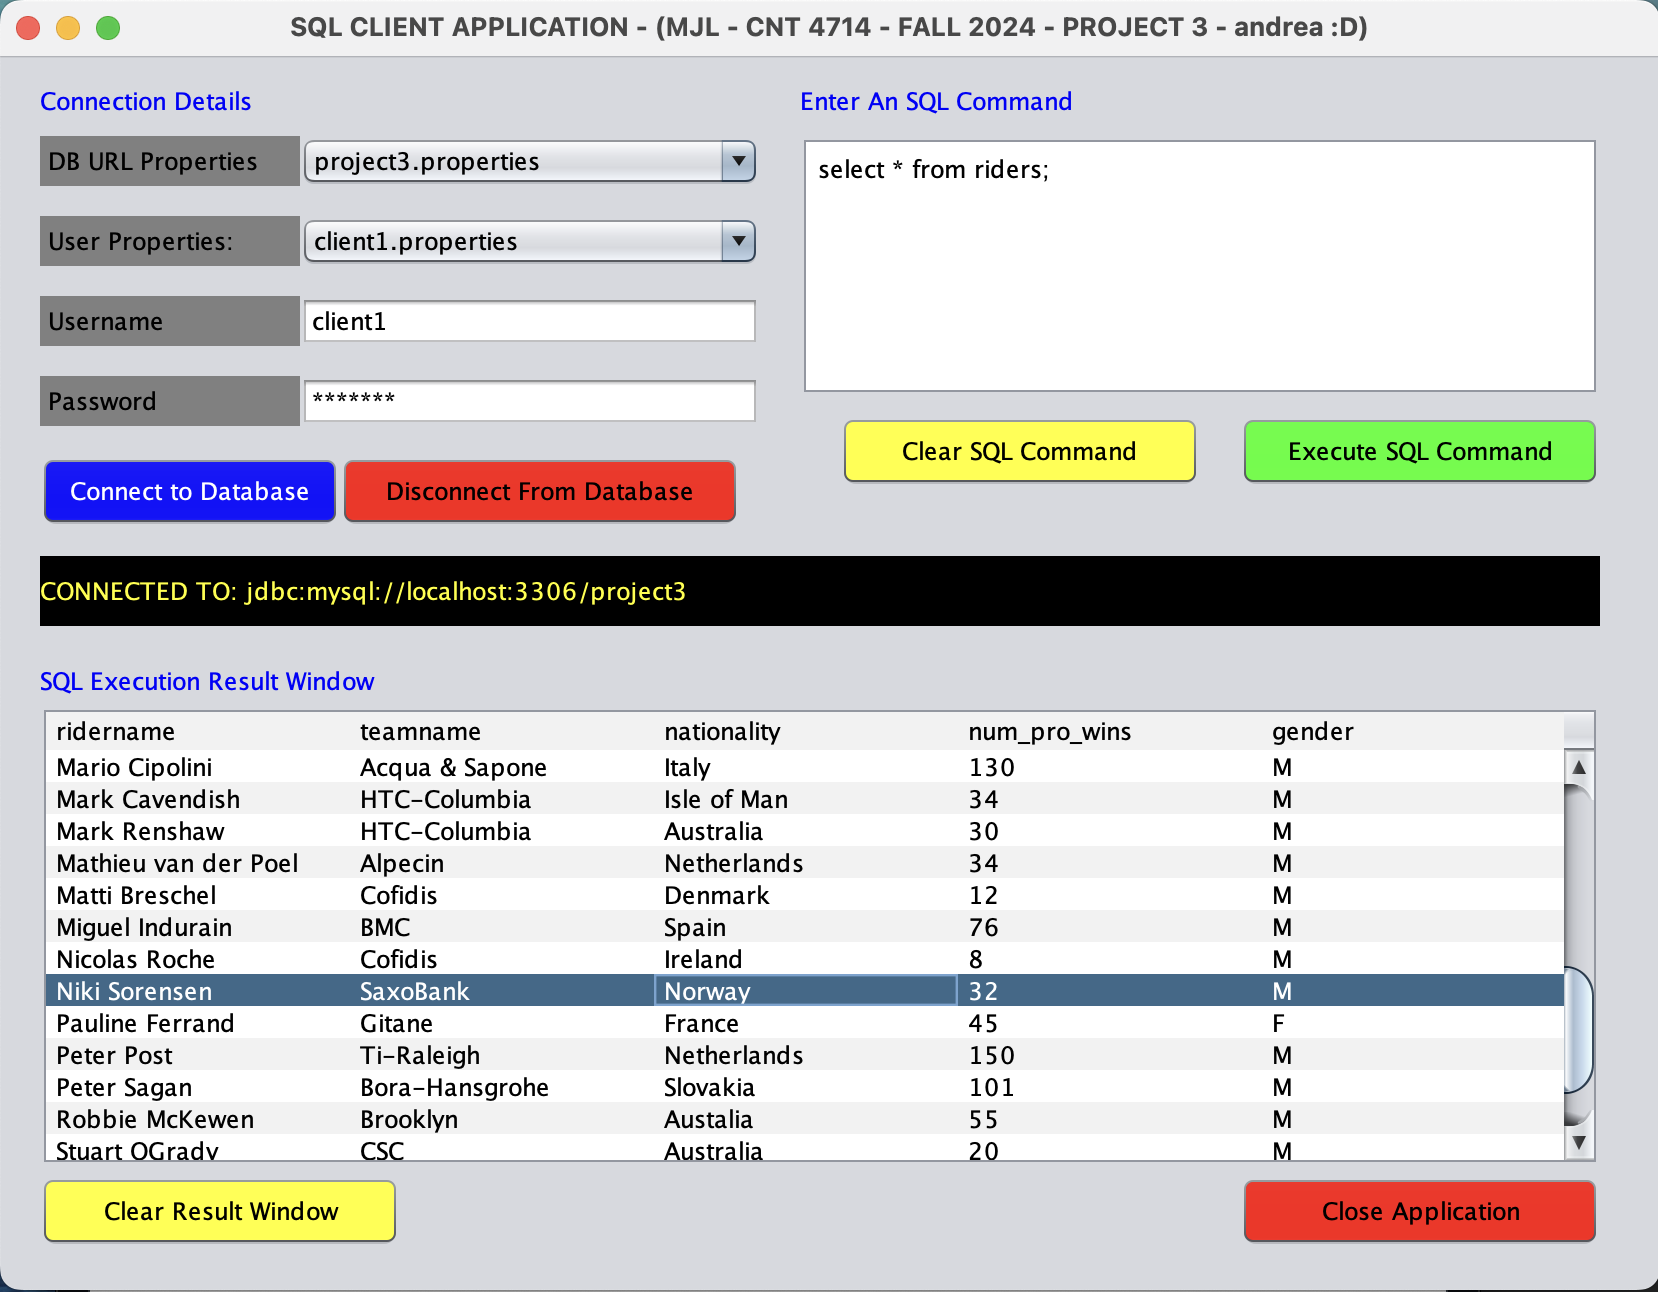 SQL CLIENT APPLICATION - (MJL - CNT 4714 - FALL 2024 - PROJECT 3 - andrea :D)
Connection Details
DB URL Properties project3.properties
User Properties: client1.properties
Username client1
Password *******
Connect to Database Disconnect From Database
Enter An SQL Command
select * from riders;
Clear SQL Command Execute SQL Command
CONNECTED TO: jdbc:mysql://localhost:3306/project3
SQL Execution Result Window
ridername teamname nationality num_pro_wins gender
Mario Cipolini Acqua & Sapone Italy 130 M
Mark Cavendish HTC-Columbia Isle of Man 34 M
Mark Renshaw HTC-Columbia Australia 30 M
Mathieu van der Poel Alpecin Netherlands 34 M
Matti Breschel Cofidis Denmark 12 M
Miguel Indurain BMC Spain 76 M
Nicolas Roche Cofidis Ireland 8 M
Niki Sorensen SaxoBank Norway 32 M
Pauline Ferrand Gitane France 45 F
Peter Post Ti-Raleigh Netherlands 150 M
Peter Sagan Bora-Hansgrohe Slovakia 101 M
Robbie McKewen Brooklyn Austalia 55 M
Stuart OGrady CSC Australia 20 M
Clear Result Window Close Application